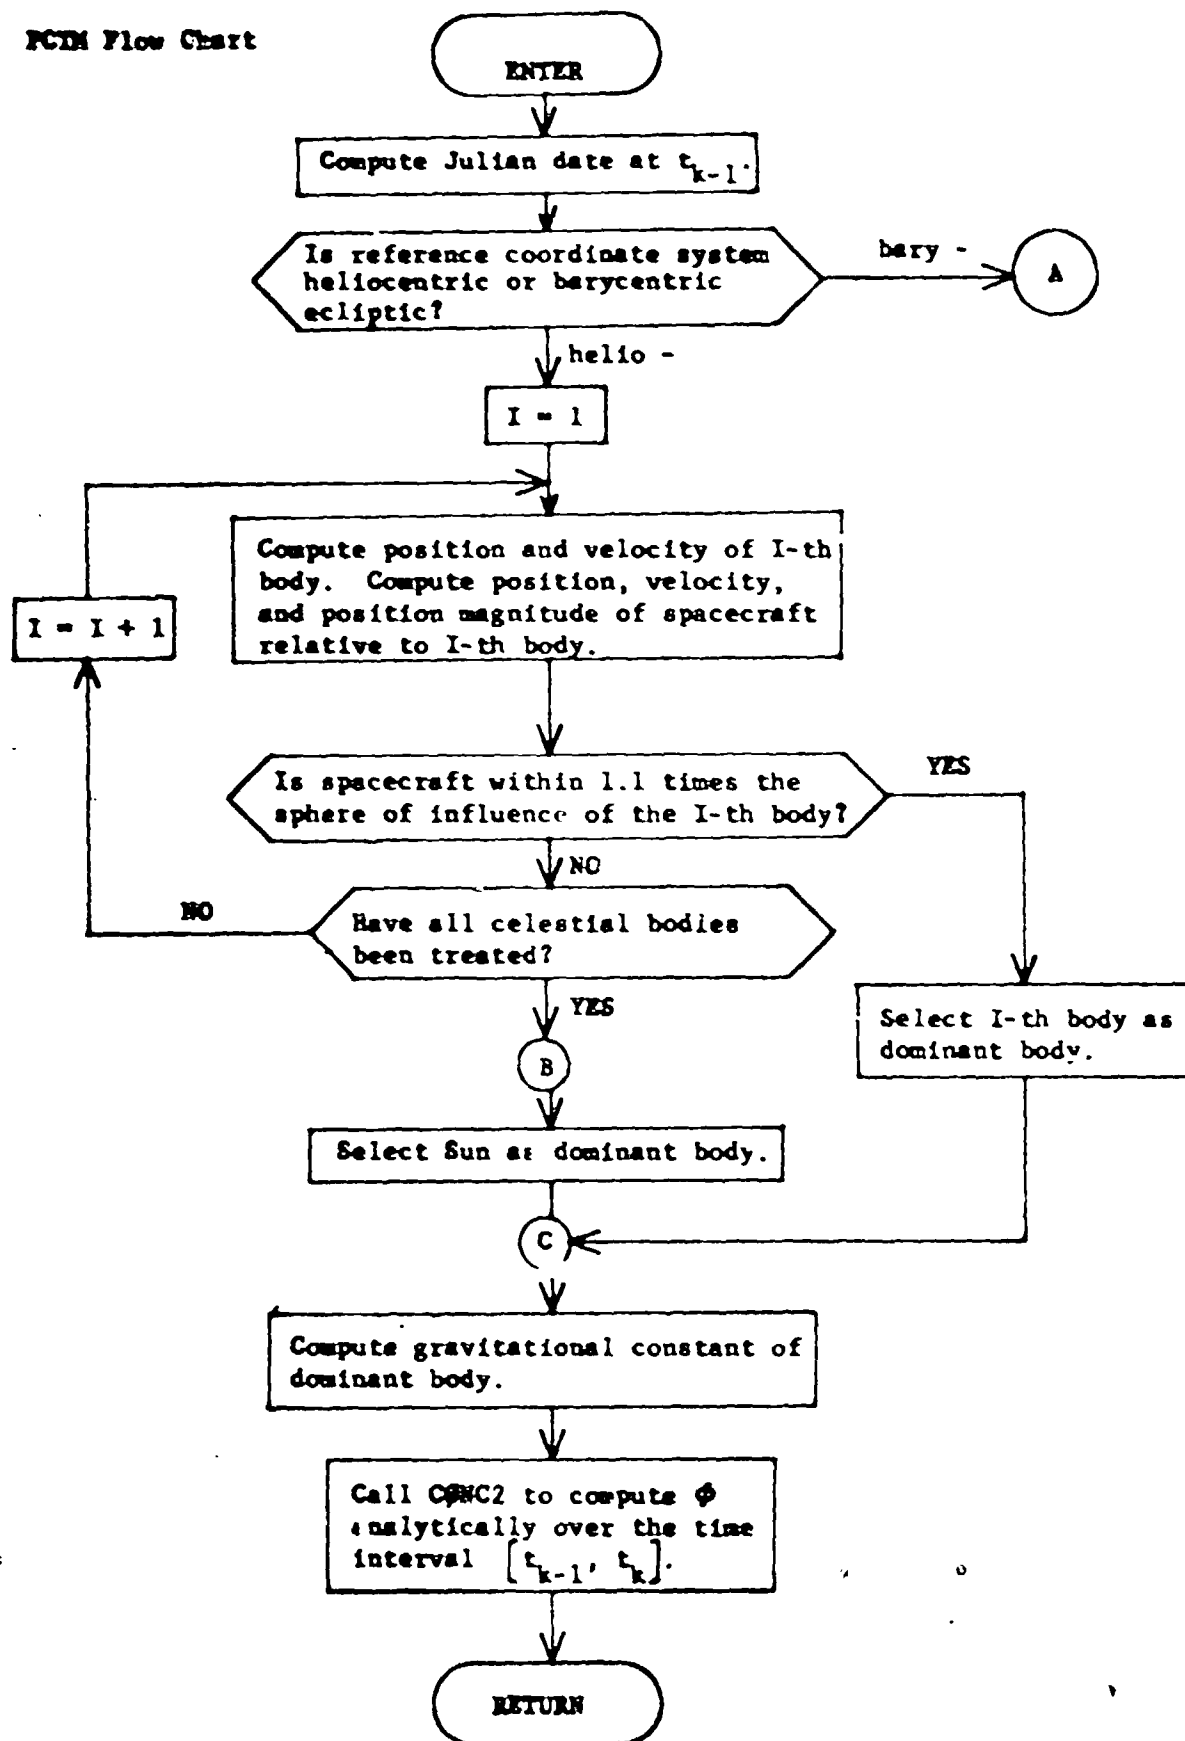 PCTM Flow Chart
ENTER
Compute Julian date at t_{k-1}.
Is reference coordinate system
heliocentric or barycentric
ecliptic?
bary -
A
helio -
I = 1
Compute position and velocity of I-th
body. Compute position, velocity,
and position magnitude of spacecraft
relative to I-th body.
I = I + 1
Is spacecraft within 1.1 times the
sphere of influence of the I-th body?
YES
NO
Have all celestial bodies
been treated?
NO
YES
Select I-th body as
dominant body.
B
Select Sun as dominant body.
C
Compute gravitational constant of
dominant body.
Call CØNC2 to compute Φ
analytically over the time
interval [t_{k-1}, t_k].
RETURN